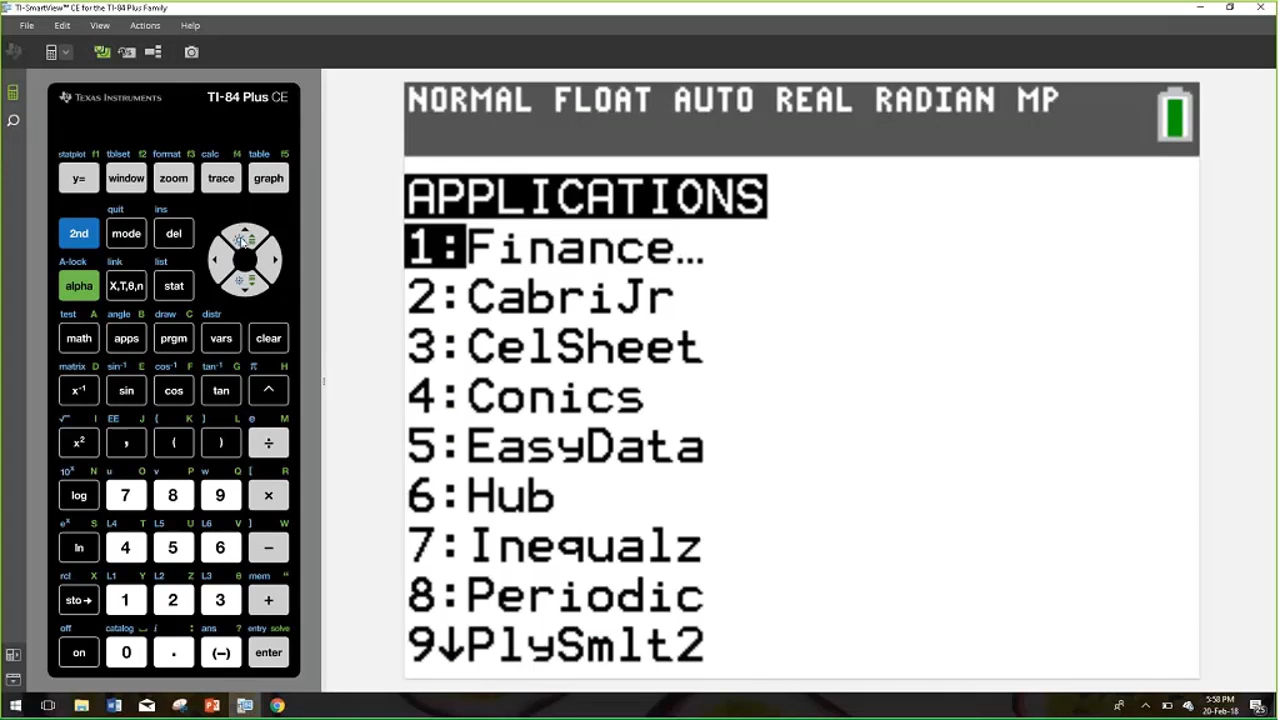 TI-SmartView™ CE for the TI-84 Plus Family
File Edit View Actions Help
TEXAS INSTRUMENTS TI-84 Plus CE
statplot f1 tblset f2 format f3 calc f4 table f5
y= window zoom trace graph
quit ins
2nd mode del
A-lock link list
alpha X,T,θ,n stat
test A angle B draw C distr
math apps prgm vars clear
matrix D sin⁻¹ E cos⁻¹ F tan⁻¹ G π H
x⁻¹ sin cos tan ^
√ I EE J { K } L e M
x² , ( ) ÷
10ˣ N u O v P w Q [ R
log 7 8 9 ×
eˣ S L4 T L5 U L6 V ] W
ln 4 5 6 −
rcl X L1 Y L2 Z L3 θ mem "
sto→ 1 2 3 +
off catalog i : ans ? entry solve
on 0 . (−) enter
NORMAL FLOAT AUTO REAL RADIAN MP
APPLICATIONS
1:Finance…
2:CabriJr
3:CelSheet
4:Conics
5:EasyData
6:Hub
7:Inequalz
8:Periodic
9↓PlySmlt2
5:58 PM
20-Feb-18
25